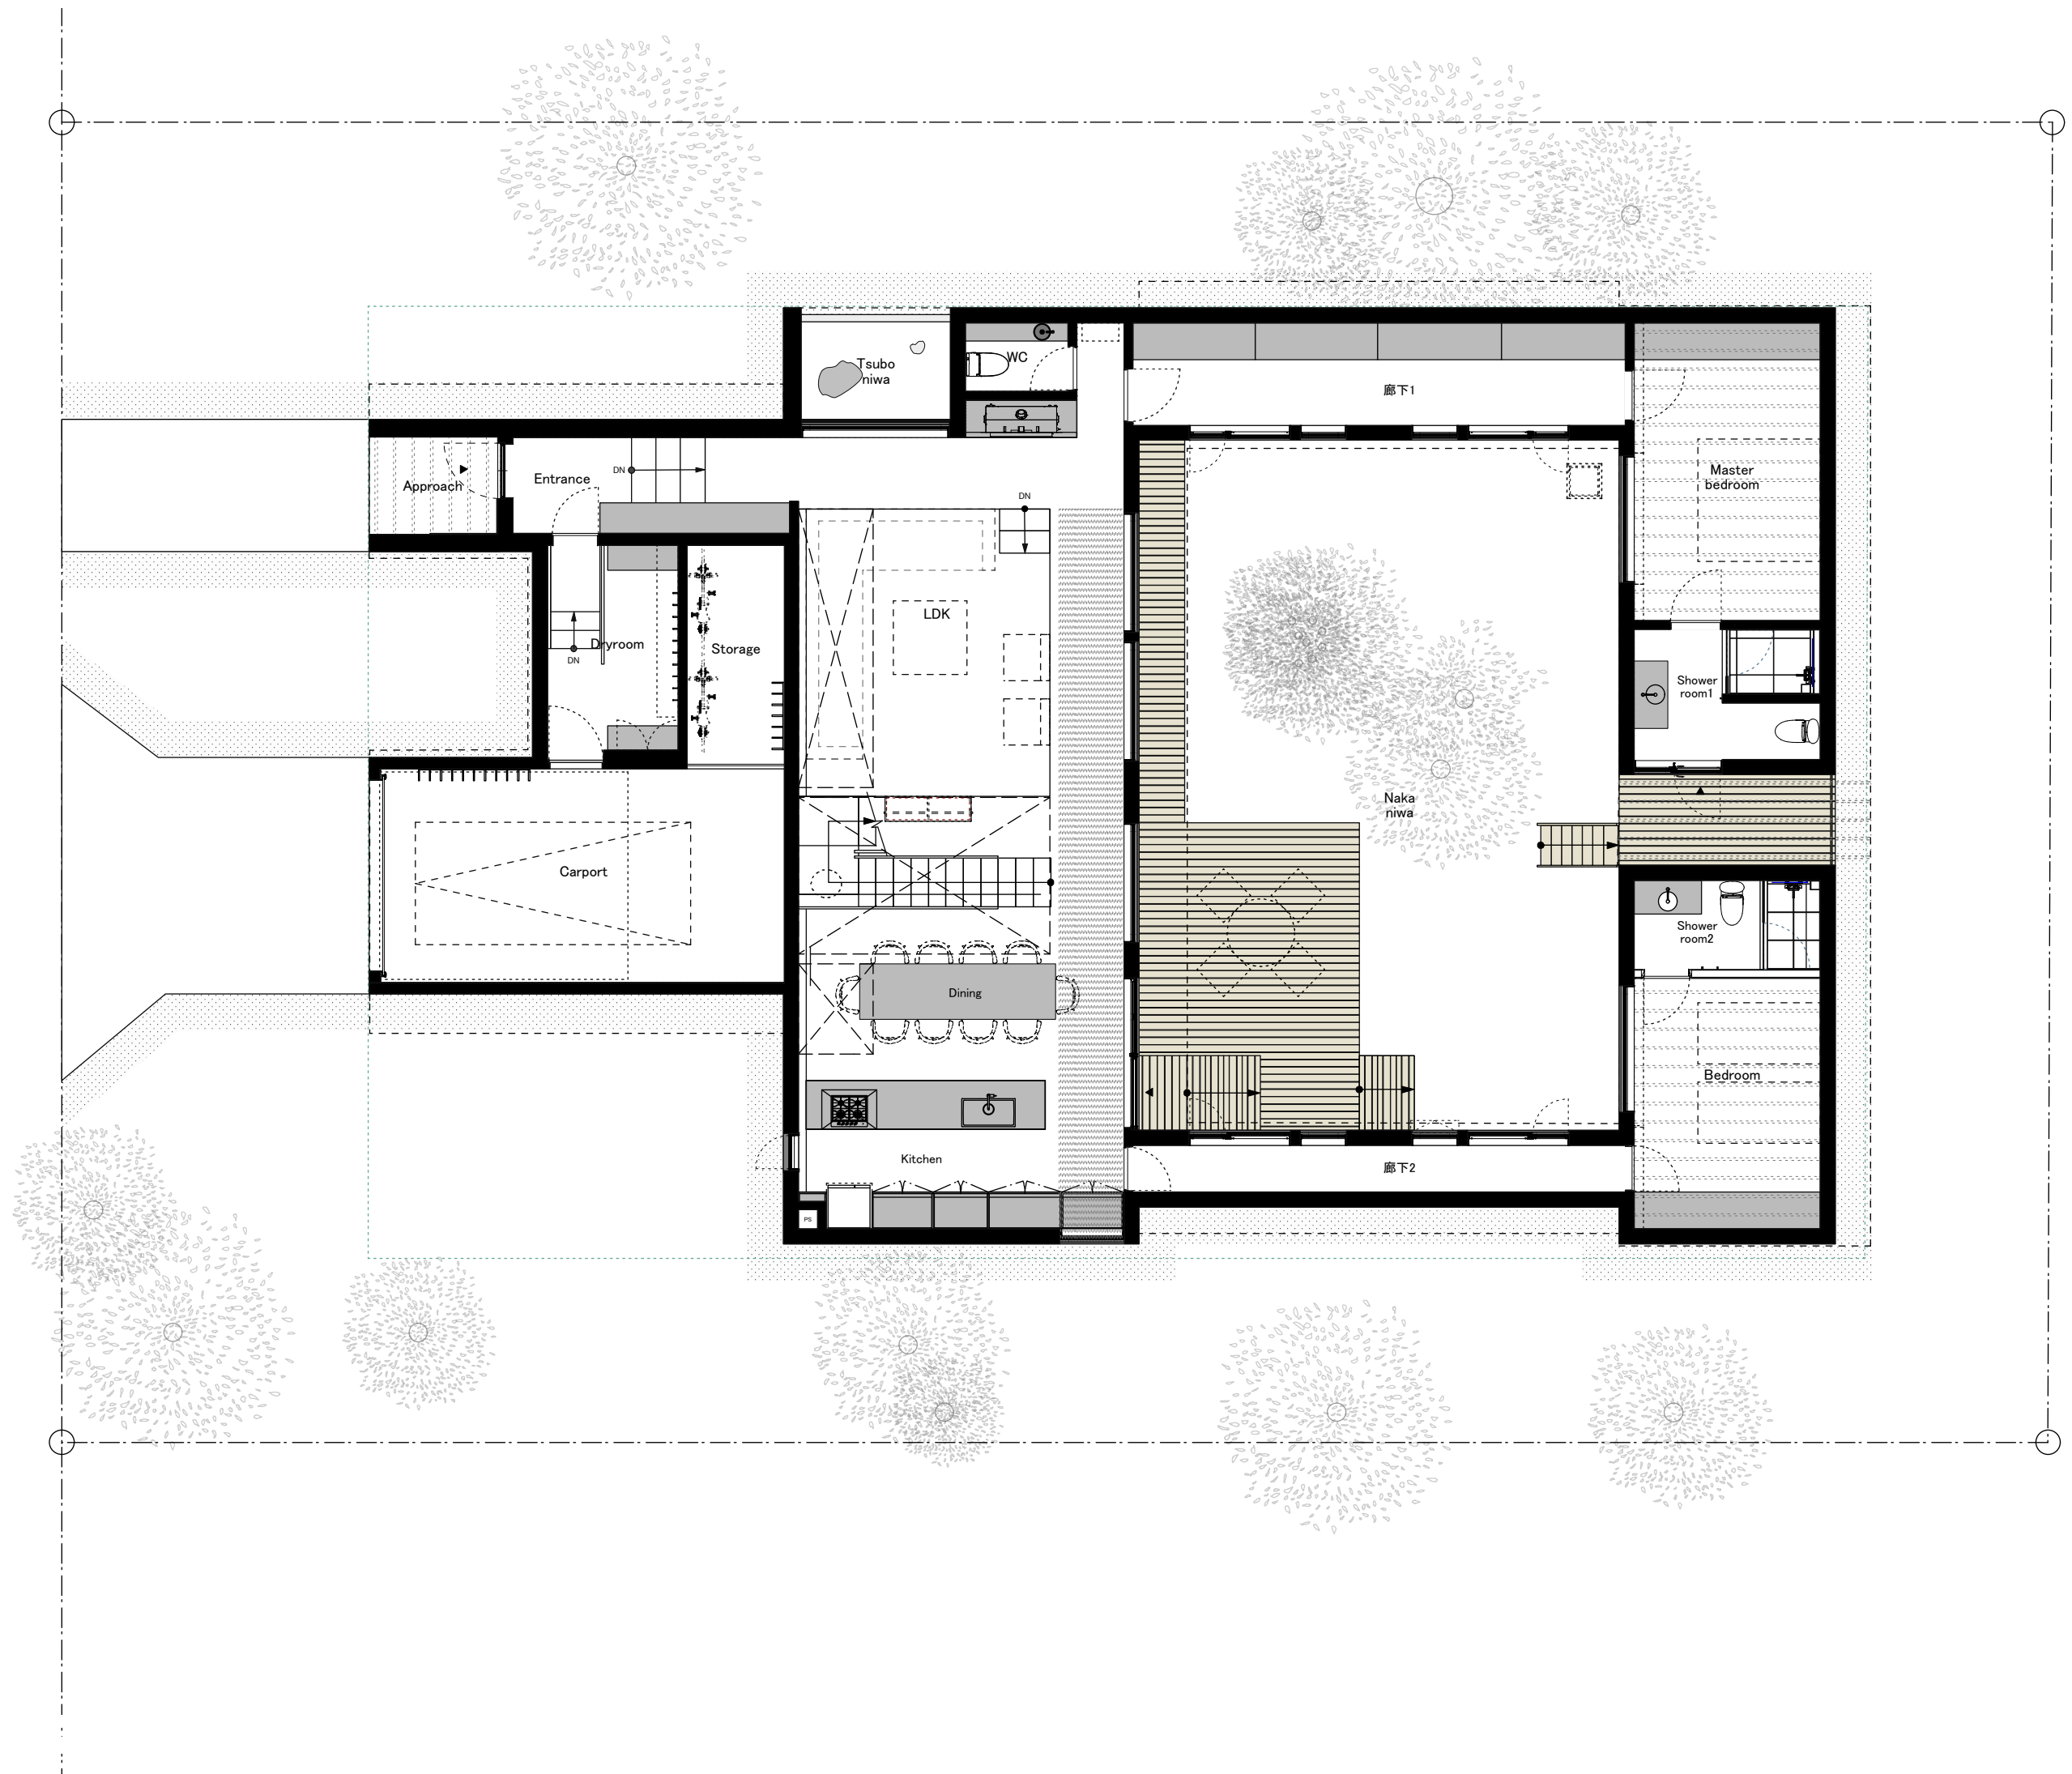 Tsubo
niwa
WC
廊下1
DN
Entrance
Approach
Master
bedroom
DN
LDK
Dryroom
Storage
DN
Shower
room1
Naka
niwa
Carport
Shower
room2
Dining
Bedroom
Kitchen
廊下2
PS